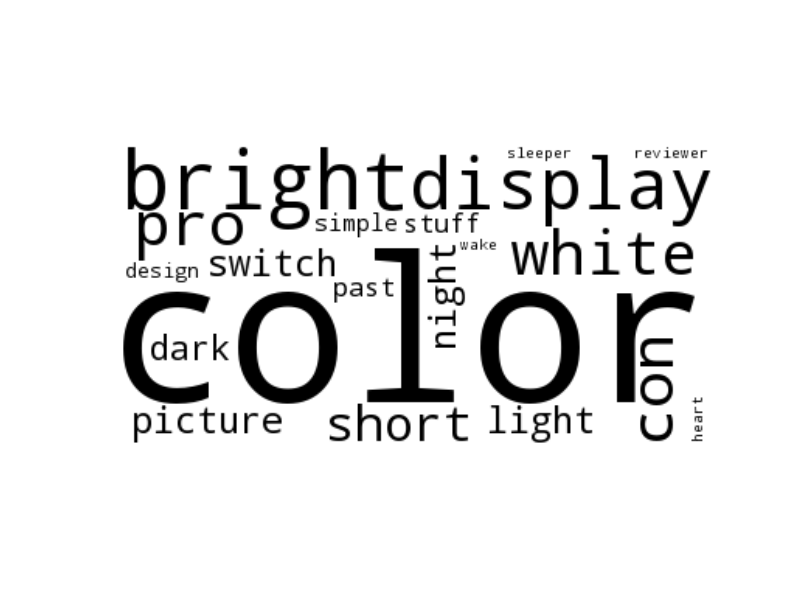 sleeper reviewer
bright display
pro simple stuff
wake white
design switch night
past
color
dark
con
picture short light heart